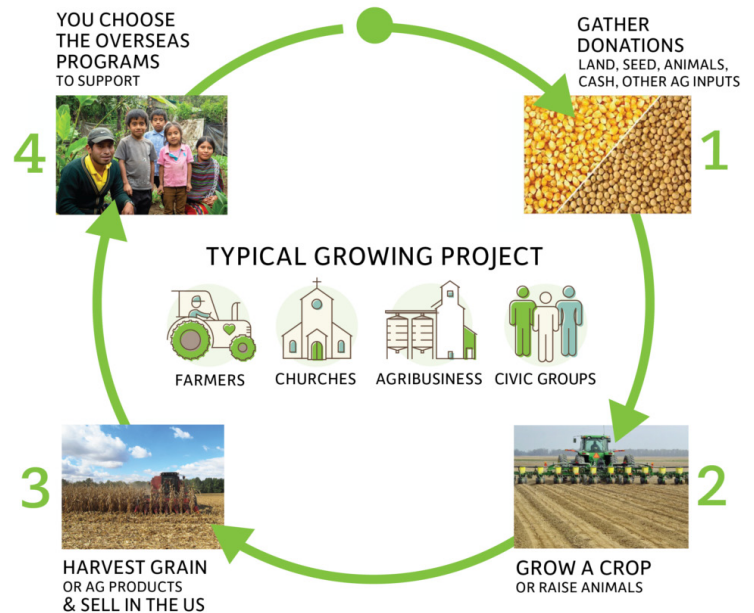 YOU CHOOSE
THE OVERSEAS
PROGRAMS
TO SUPPORT
4
GATHER
DONATIONS
LAND, SEED, ANIMALS,
CASH, OTHER AG INPUTS
1
TYPICAL GROWING PROJECT
FARMERS
CHURCHES
AGRIBUSINESS
CIVIC GROUPS
3
HARVEST GRAIN
OR AG PRODUCTS
& SELL IN THE US
2
GROW A CROP
OR RAISE ANIMALS